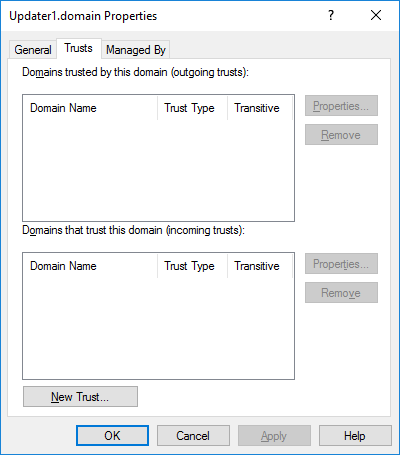 Updater1.domain Properties
? ×
General Trusts Managed By
Domains trusted by this domain (outgoing trusts):
Domain Name Trust Type Transitive Properties...
Remove
Domains that trust this domain (incoming trusts):
Domain Name Trust Type Transitive Properties...
Remove
New Trust...
OK Cancel Apply Help